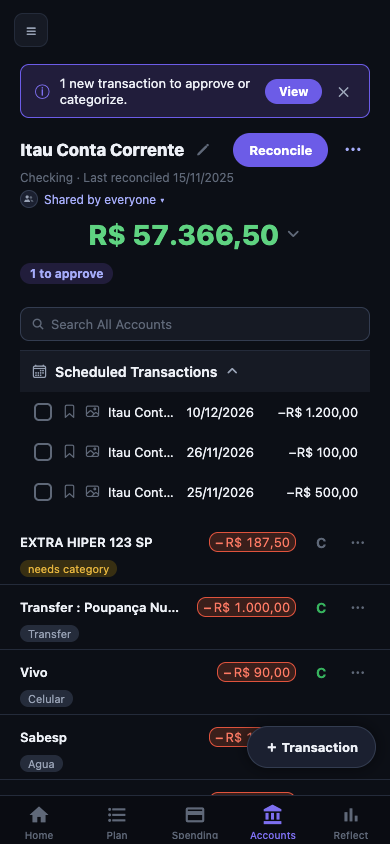 1 new transaction to approve or
categorize.
View
Itau Conta Corrente
Reconcile
Checking · Last reconciled 15/11/2025
Shared by everyone
R$ 57.366,50
1 to approve
Search All Accounts
Scheduled Transactions
Itau Cont... 10/12/2026 −R$ 1.200,00
Itau Cont... 26/11/2026 −R$ 100,00
Itau Cont... 25/11/2026 −R$ 500,00
EXTRA HIPER 123 SP −R$ 187,50 C
needs category
Transfer : Poupança Nu... −R$ 1.000,00 C
Transfer
Vivo −R$ 90,00 C
Celular
Sabesp −R$
+ Transaction
Agua
Home Plan Spending Accounts Reflect